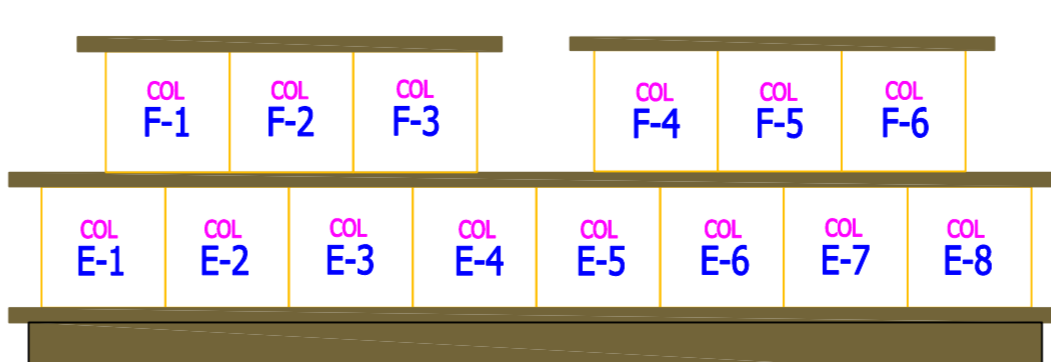 COL COL COL COL COL COL
F-1 F-2 F-3 F-4 F-5 F-6
COL COL COL COL COL COL COL COL
E-1 E-2 E-3 E-4 E-5 E-6 E-7 E-8